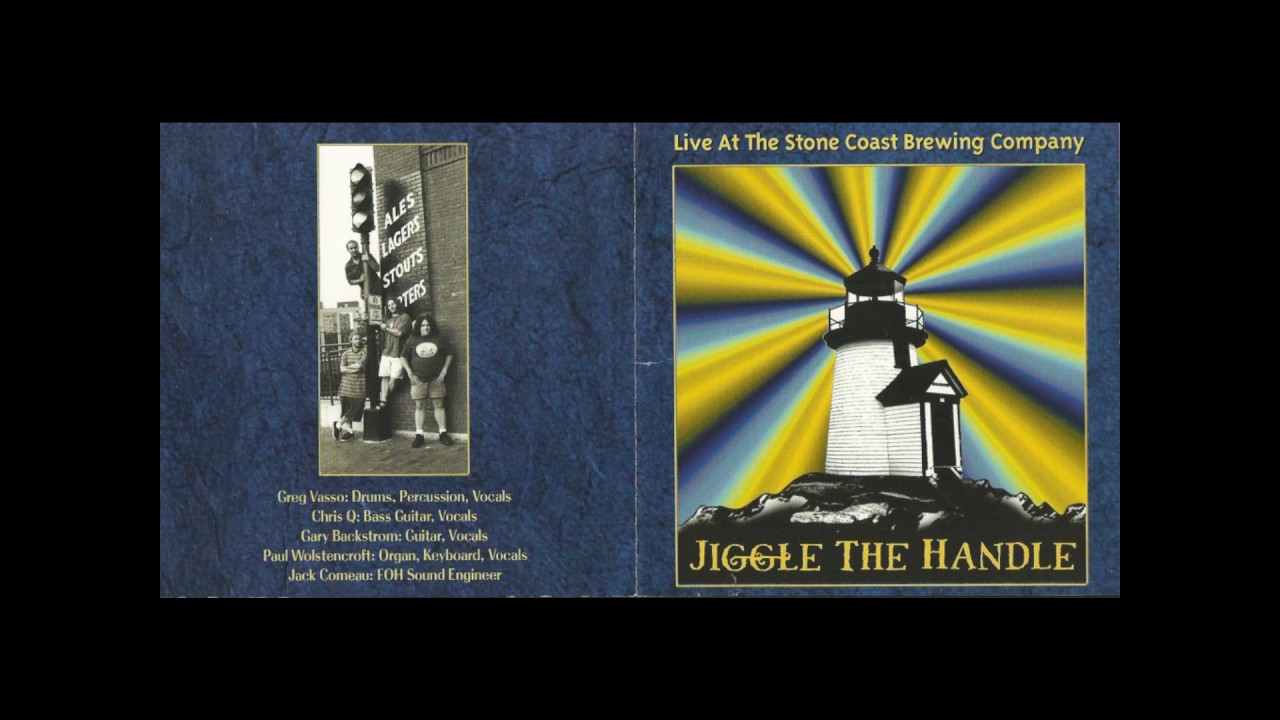 ALES
LAGERS
STOUTS
Greg Vasso: Drums, Percussion, Vocals
Chris Q: Bass Guitar, Vocals
Gary Backstrom: Guitar, Vocals
Paul Wolstencroft: Organ, Keyboard, Vocals
Jack Comeau: FOH Sound Engineer
Live At The Stone Coast Brewing Company
JIGGLE THE HANDLE